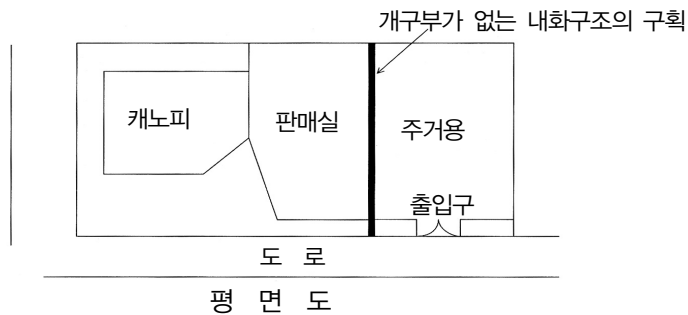 개구부가 없는 내화구조의 구획
캐노피
판매실
주거용
출입구
도 로
평 면 도